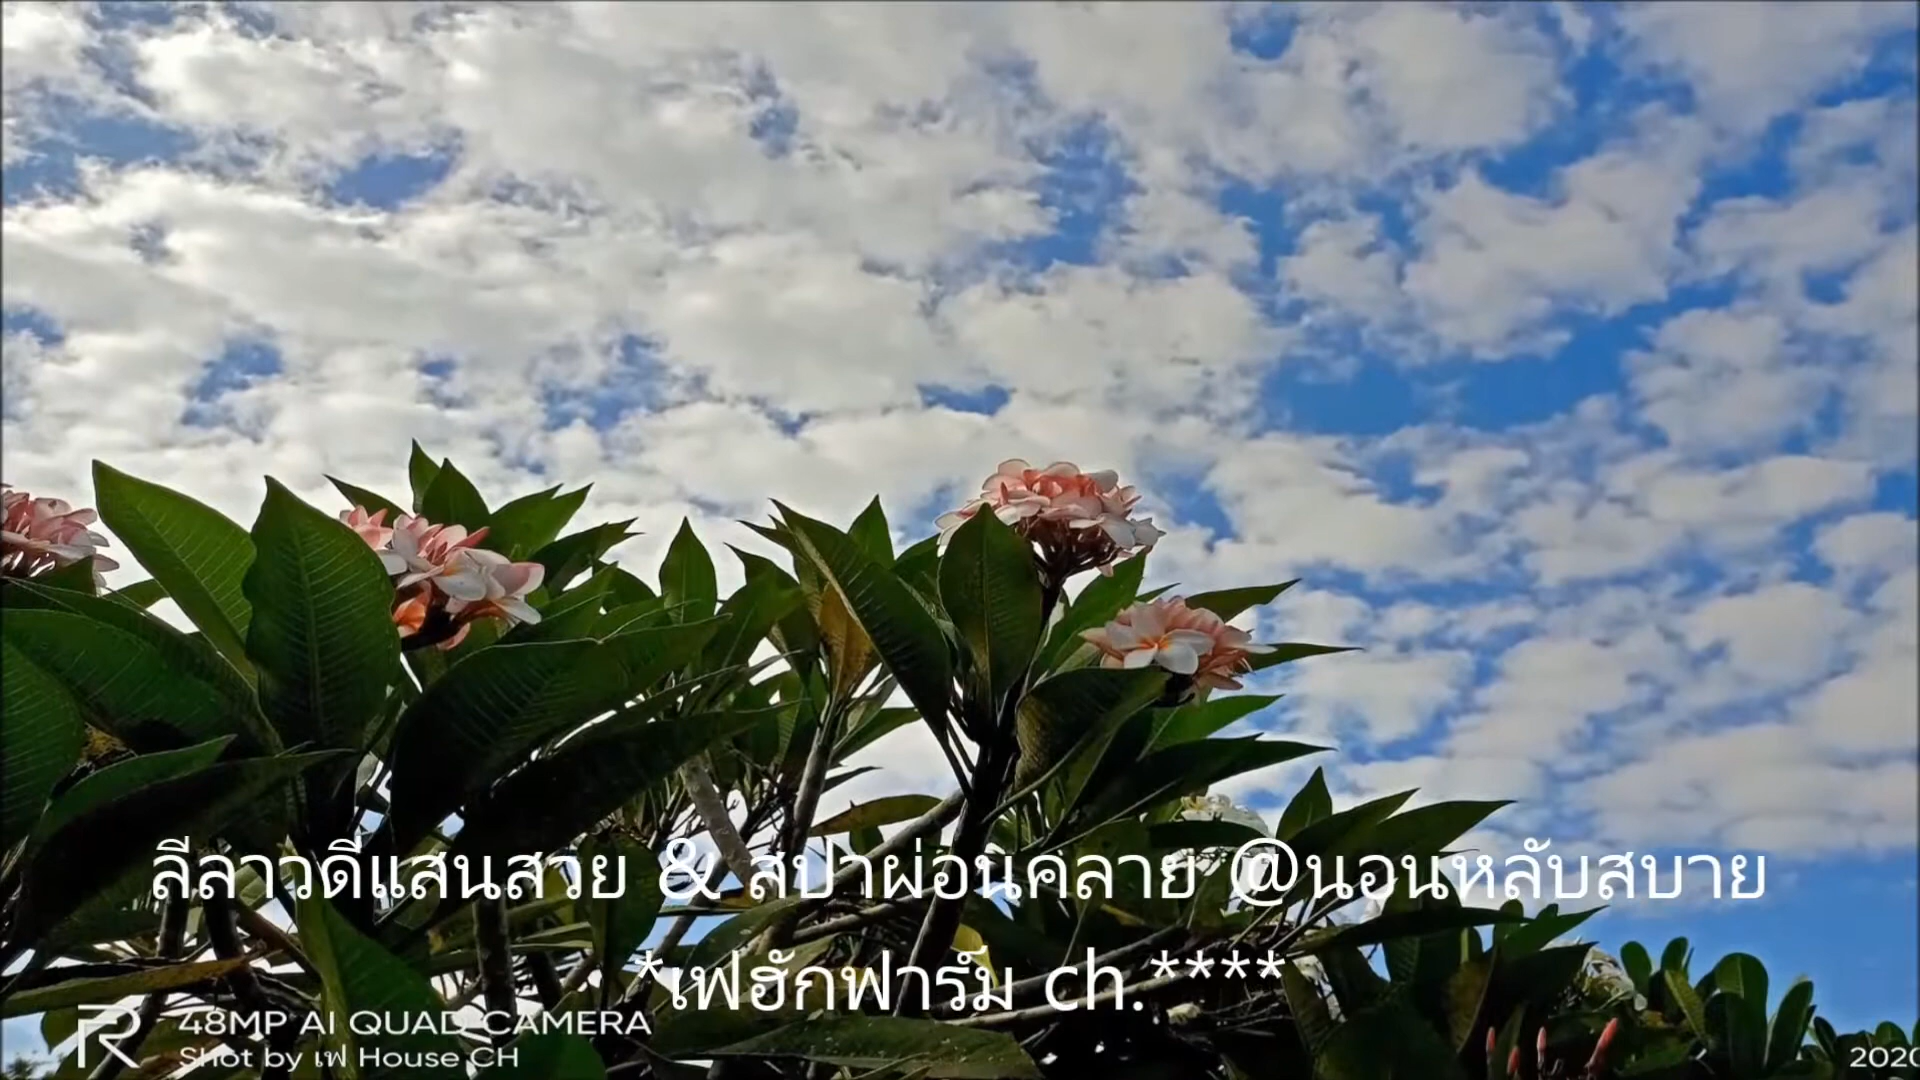 ลีลาวดีแสนสวย & สปาผ่อนคลาย @นอนหลับสบาย
*เฟฮักฟาร์ม ch.****
R 48MP AI QUAD CAMERA
Shot by เฟ House CH
2020